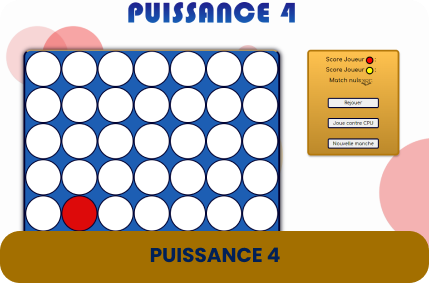 PUISSANCE 4
Score Joueur :
Score Joueur :
Match nuls
Rejouer
Joue contre CPU
Nouvelle manche
PUISSANCE 4